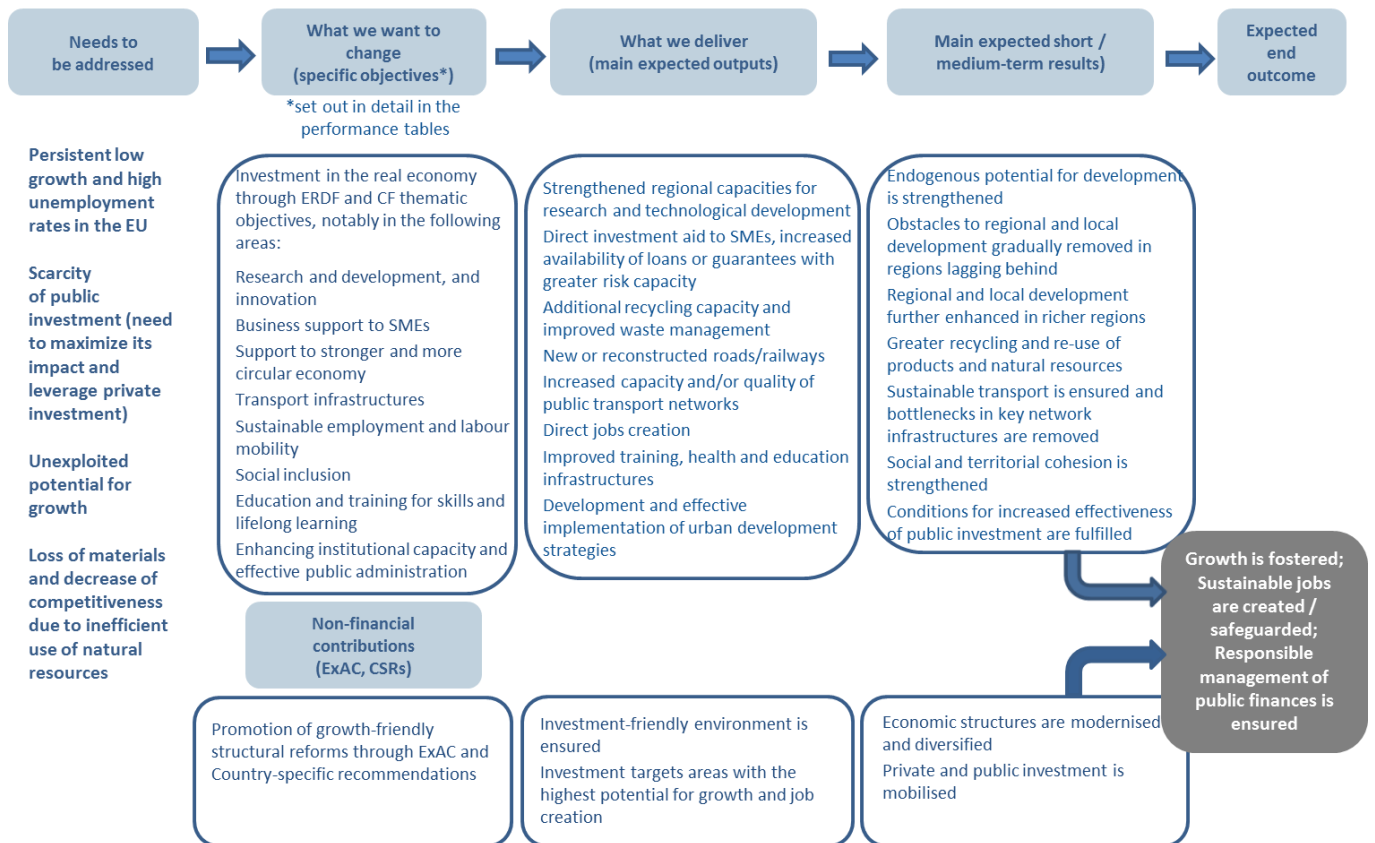 Needs to
be addressed
What we want to
change
(specific objectives*)
What we deliver
(main expected outputs)
Main expected short /
medium-term results)
Expected
end
outcome
*set out in detail in the
performance tables
Persistent low
growth and high
unemployment
rates in the EU
Scarcity
of public
investment (need
to maximize its
impact and
leverage private
investment)
Unexploited
potential for
growth
Loss of materials
and decrease of
competitiveness
due to inefficient
use of natural
resources
Investment in the real economy
through ERDF and CF thematic
objectives, notably in the following
areas:
Research and development, and
innovation
Business support to SMEs
Support to stronger and more
circular economy
Transport infrastructures
Sustainable employment and labour
mobility
Social inclusion
Education and training for skills and
lifelong learning
Enhancing institutional capacity and
effective public administration
Strengthened regional capacities for
research and technological development
Direct investment aid to SMEs, increased
availability of loans or guarantees with
greater risk capacity
Additional recycling capacity and
improved waste management
New or reconstructed roads/railways
Increased capacity and/or quality of
public transport networks
Direct jobs creation
Improved training, health and education
infrastructures
Development and effective
implementation of urban development
strategies
Endogenous potential for development
is strengthened
Obstacles to regional and local
development gradually removed in
regions lagging behind
Regional and local development
further enhanced in richer regions
Greater recycling and re-use of
products and natural resources
Sustainable transport is ensured and
bottlenecks in key network
infrastructures are removed
Social and territorial cohesion is
strengthened
Conditions for increased effectiveness
of public investment are fulfilled
Growth is fostered;
Sustainable jobs
are created /
safeguarded;
Responsible
management of
public finances is
ensured
Non-financial
contributions
(ExAC, CSRs)
Promotion of growth-friendly
structural reforms through ExAC and
Country-specific recommendations
Investment-friendly environment is
ensured
Investment targets areas with the
highest potential for growth and job
creation
Economic structures are modernised
and diversified
Private and public investment is
mobilised